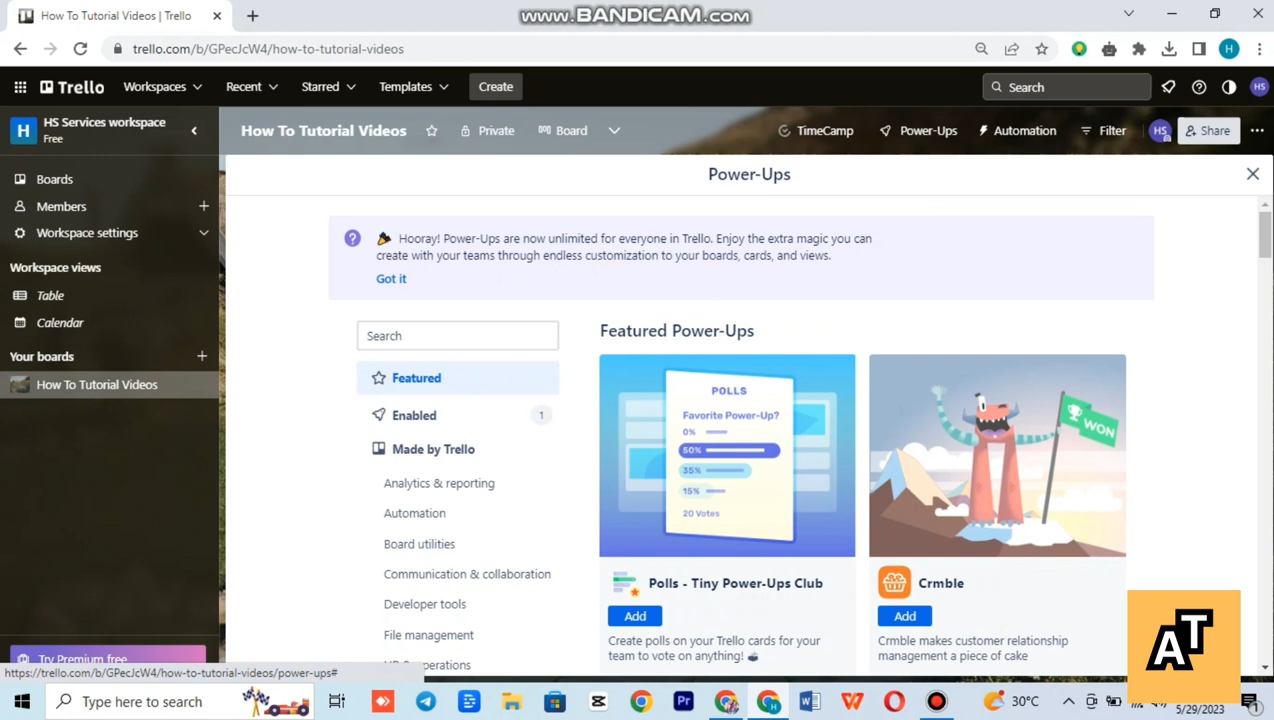 How To Tutorial Videos | Trello
www.BANDICAM.com
trello.com/b/GPecJcW4/how-to-tutorial-videos
H
Trello
Workspaces
Recent
Starred
Templates
Create
Search
HS
H
HS Services workspace
Free
How To Tutorial Videos
Private
Board
TimeCamp
Power-Ups
Automation
Filter
HS
Share
Boards
Members
Workspace settings
Workspace views
Table
Calendar
Your boards
How To Tutorial Videos
Try Premium free
Power-Ups
Hooray! Power-Ups are now unlimited for everyone in Trello. Enjoy the extra magic you can
create with your teams through endless customization to your boards, cards, and views.
Got it
Search
Featured
Enabled
1
Made by Trello
Analytics & reporting
Automation
Board utilities
Communication & collaboration
Developer tools
File management
Featured Power-Ups
POLLS
Favorite Power-Up?
0%
50%
35%
15%
20 Votes
WON
Polls - Tiny Power-Ups Club
Add
Create polls on your Trello cards for your
team to vote on anything!
Crmble
Add
Crmble makes customer relationship
management a piece of cake
AT
https://trello.com/b/GPecJcW4/how-to-tutorial-videos/power-ups#
Type here to search
Pr
W
30°C
5/29/2023
1